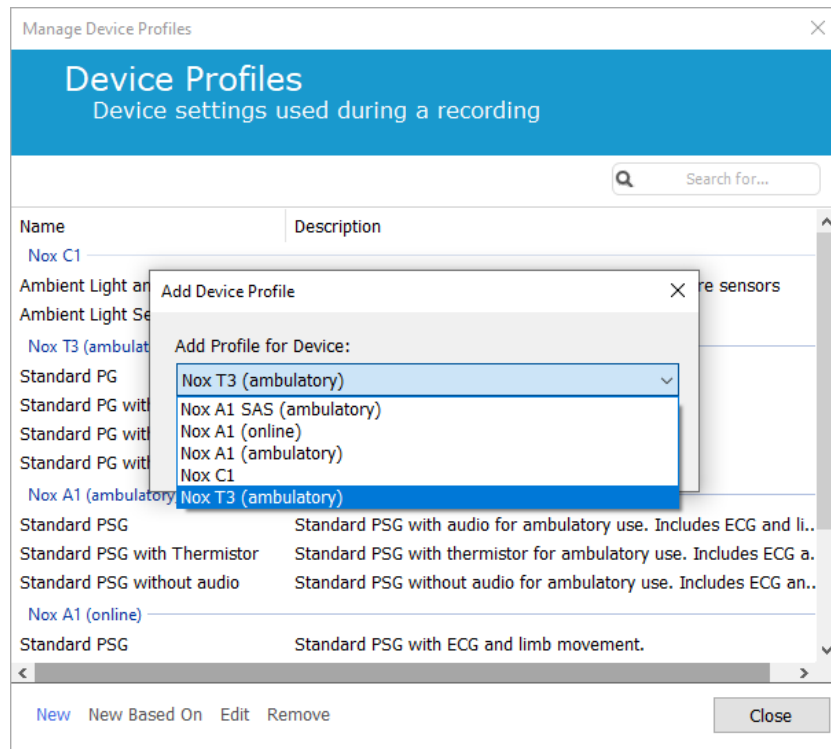 Manage Device Profiles
Device Profiles
Device settings used during a recording
Search for...
Name Description
Nox C1
Ambient Light an re sensors
Ambient Light Se
Nox T3 (ambulat
Standard PG
Standard PG with
Standard PG with
Standard PG with
Add Device Profile
Add Profile for Device:
Nox T3 (ambulatory)
Nox A1 SAS (ambulatory)
Nox A1 (online)
Nox A1 (ambulatory)
Nox C1
Nox T3 (ambulatory)
Nox A1 (ambulatory
Standard PSG Standard PSG with audio for ambulatory use. Includes ECG and li..
Standard PSG with Thermistor Standard PSG with thermistor for ambulatory use. Includes ECG a.
Standard PSG without audio Standard PSG without audio for ambulatory use. Includes ECG an..
Nox A1 (online)
Standard PSG Standard PSG with ECG and limb movement.
New New Based On Edit Remove Close